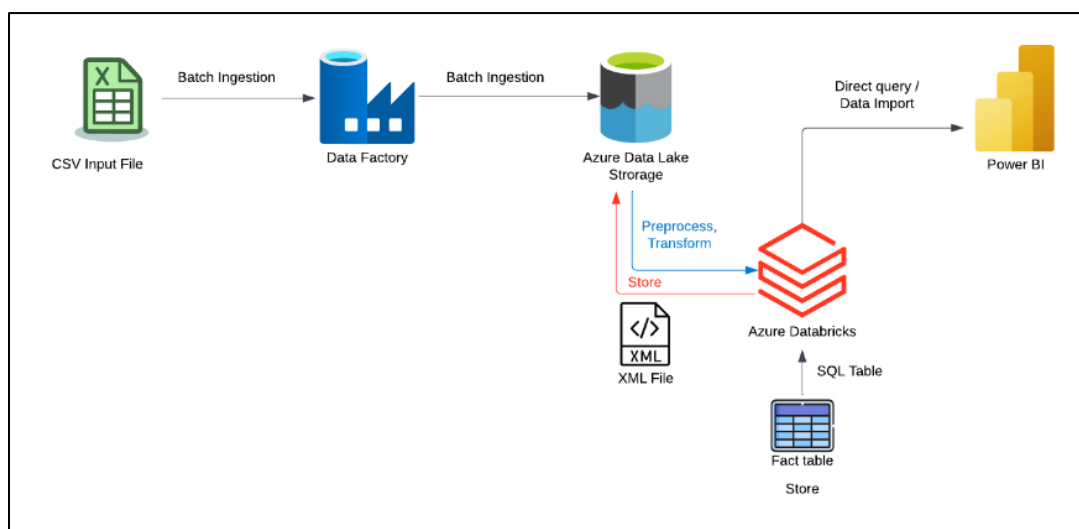 Batch Ingestion
Batch Ingestion
Direct query /
Data Import
X
CSV Input File
Data Factory
Azure Data Lake
Strorage
Power BI
Preprocess,
Transform
Store
</>
XML
XML File
Azure Databricks
SQL Table
Fact table
Store